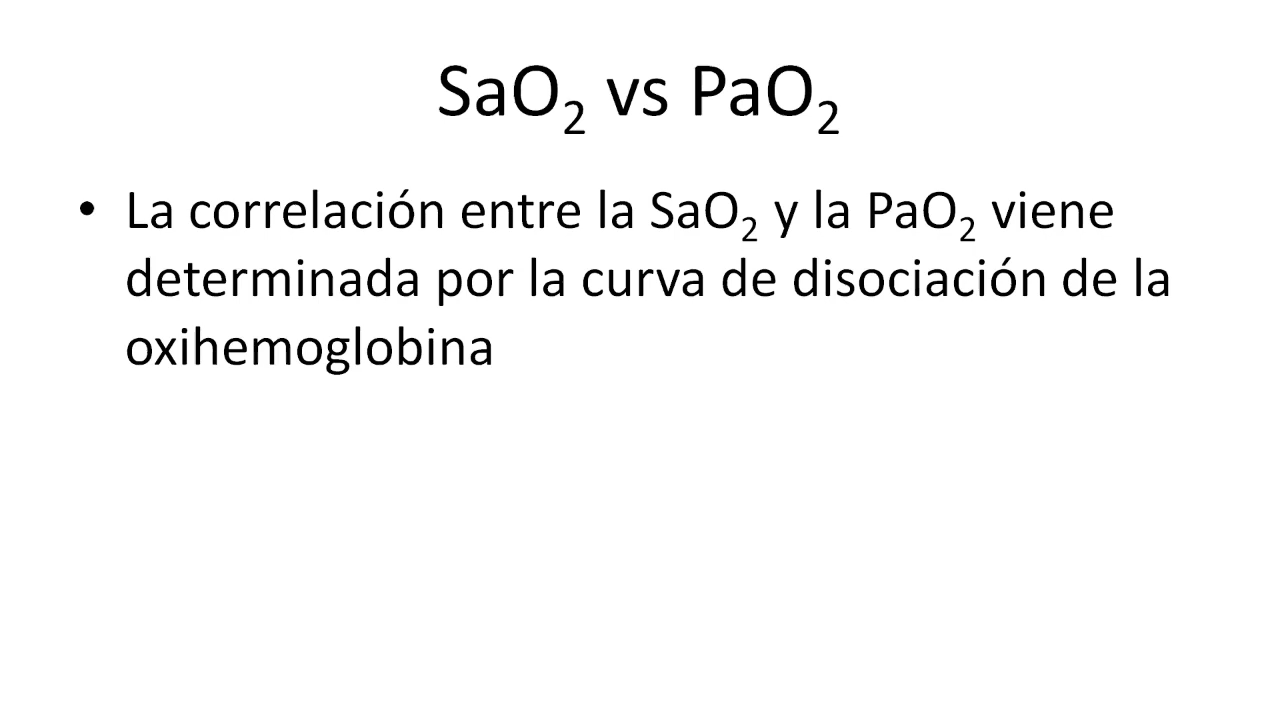 SaO₂ vs PaO₂
• La correlación entre la SaO₂ y la PaO₂ viene
determinada por la curva de disociación de la
oxihemoglobina